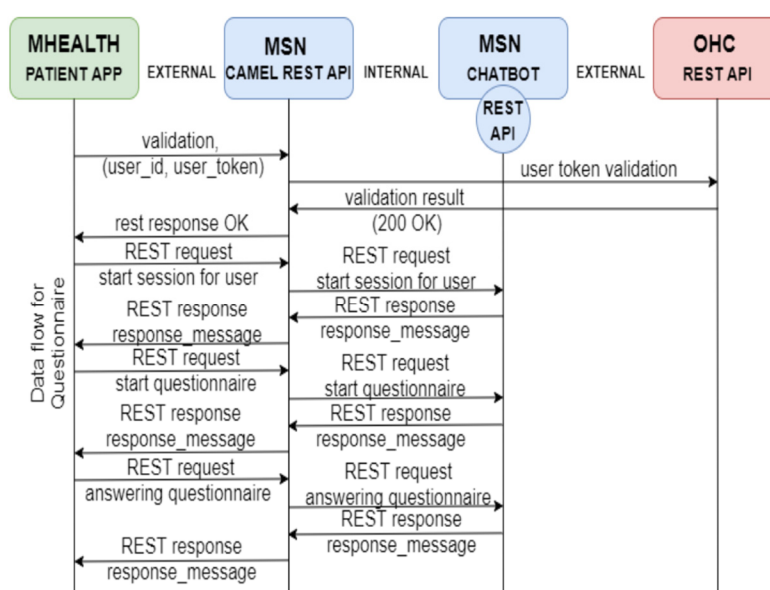 MHEALTH
PATIENT APP
EXTERNAL
MSN
CAMEL REST API
INTERNAL
MSN
CHATBOT
REST
API
EXTERNAL
OHC
REST API
validation,
(user_id, user_token)
user token validation
validation result
(200 OK)
rest response OK
REST request
start session for user
REST request
start session for user
REST response
response_message
REST response
response_message
REST request
start questionnaire
REST request
start questionnaire
REST response
response_message
REST response
response_message
REST request
answering questionnaire
REST request
answering questionnaire
REST response
response_message
REST response
response_message
Data flow for
Questionnaire